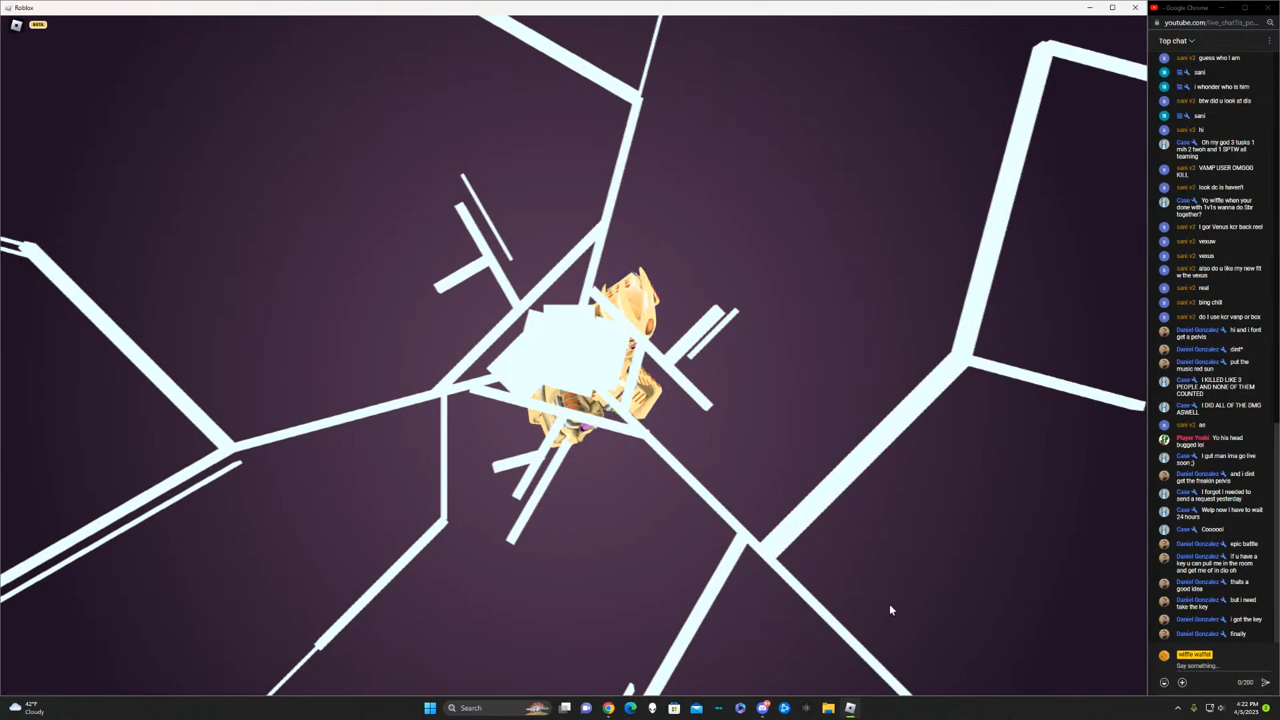 Roblox
BETA
- Google Chrome
youtube.com/live_chat?is_po...
Top chat
sani v2 guess who I am
sani
i whonder who is him
sani v2 btw did u look at dis
sani
sani v2 hi
Case Oh my god 3 tusks 1
mih 2 twoh and 1 SPTW all
teaming
sani v2 VAMP USER OMGGG
KILL
sani v2 look dc is haven't
Case Yo wiffle when your
done with 1v1s wanna do Sbr
together?
sani v2 I gor Venus kcr back reel
sani v2 vexuw
sani v2 vexus
sani v2 also do u like my new fit
w the vexus
sani v2 real
sani v2 bing chill
sani v2 do I use kcr vanp or box
Daniel Gonzalez hi and i font
get a pelvis
Daniel Gonzalez dint*
Daniel Gonzalez put the
music red sun
Case I KILLED LIKE 3
PEOPLE AND NONE OF THEM
COUNTED
Case I DID ALL OF THE DMG
ASWELL
sani v2 ae
Player Yoshi Yo his head
bugged lol
Case I gut man ima go live
soon ;)
Daniel Gonzalez and i dint
get the freakin pelvis
Case I forgot I needed to
send a request yesterday
Case Welp now I have to wait
24 hours
Case Coooool
Daniel Gonzalez epic battle
Daniel Gonzalez if u have a
key u can pull me in the room
and get me of in dio oh
Daniel Gonzalez thats a
good idea
Daniel Gonzalez but i need
take the key
Daniel Gonzalez i got the key
Daniel Gonzalez finally
wiffle waffel
Say something...
0/200
42°F
Cloudy
Search
4:22 PM
4/5/2023